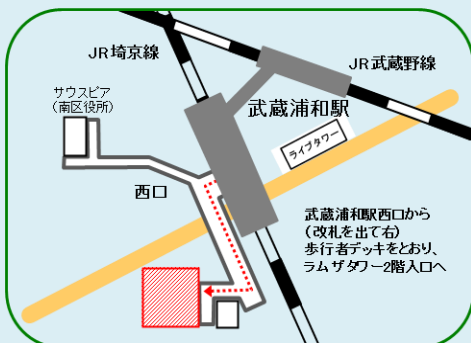 JR埼京線
JR武蔵野線
サウスピア
(南区役所)
武蔵浦和駅
ライブタワー
西口
武蔵浦和駅西口から
(改札を出て右)
歩行者デッキをとおり、
ラムザタワー2階入口へ